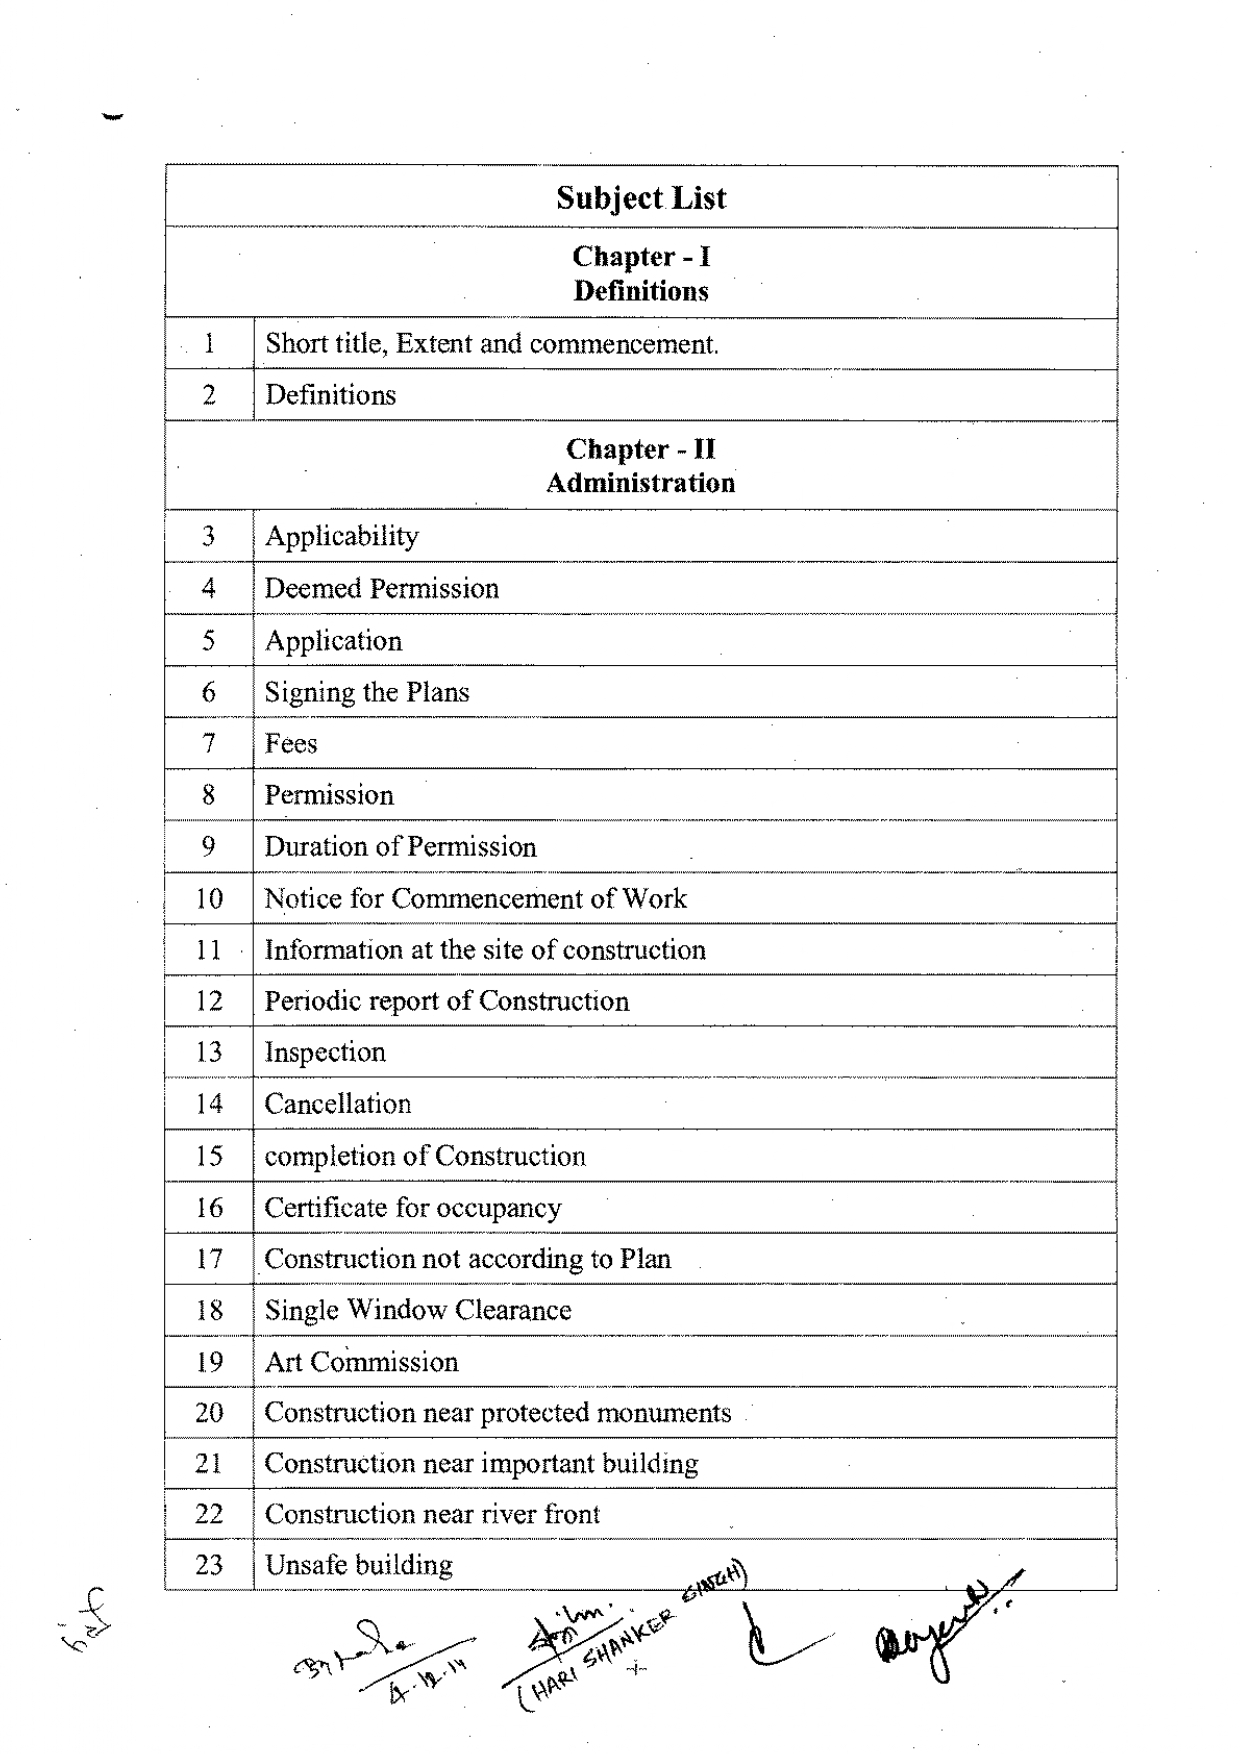 Subject List
Chapter - I
Definitions
1 Short title, Extent and commencement.
2 Definitions
Chapter - II
Administration
3 Applicability
4 Deemed Permission
5 Application
6 Signing the Plans
7 Fees
8 Permission
9 Duration of Permission
10 Notice for Commencement of Work
11 Information at the site of construction
12 Periodic report of Construction
13 Inspection
14 Cancellation
15 completion of Construction
16 Certificate for occupancy
17 Construction not according to Plan
18 Single Window Clearance
19 Art Commission
20 Construction near protected monuments
21 Construction near important building
22 Construction near river front
23 Unsafe building
4.12.14
(HARI SHANKER SINGH)